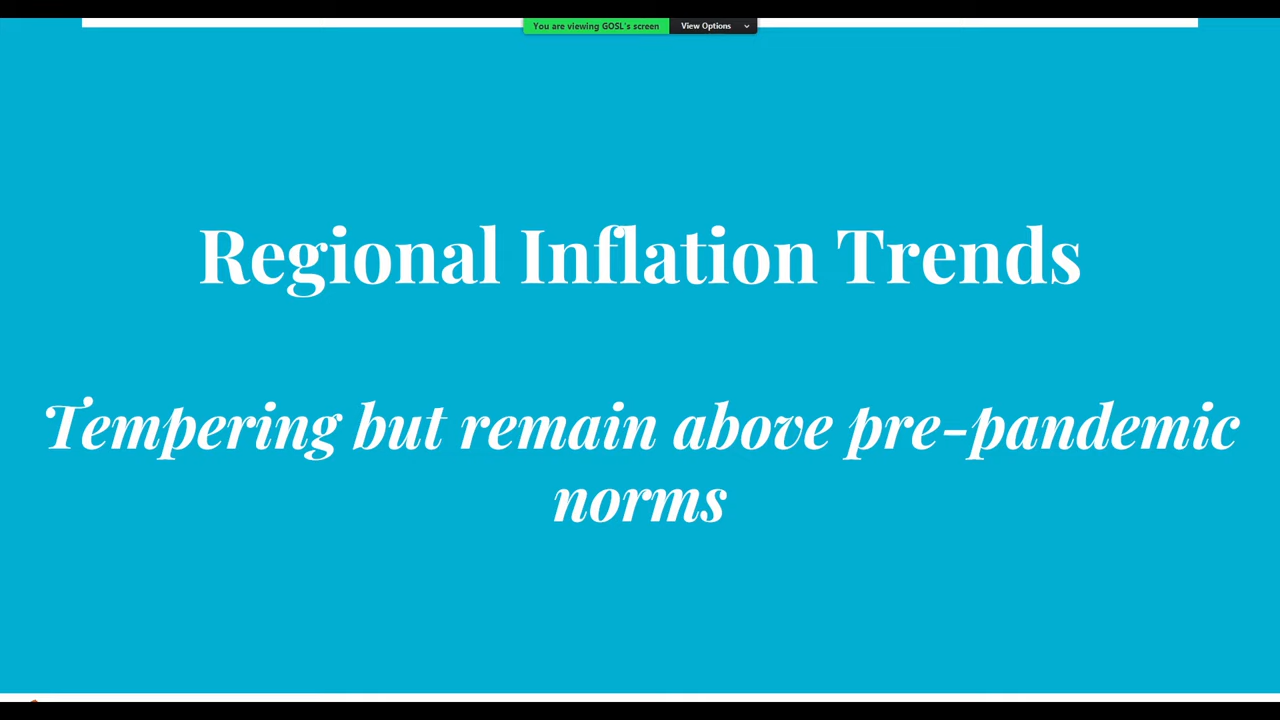 You are viewing GOSL's screen View Options
Regional Inflation Trends
Tempering but remain above pre-pandemic
norms